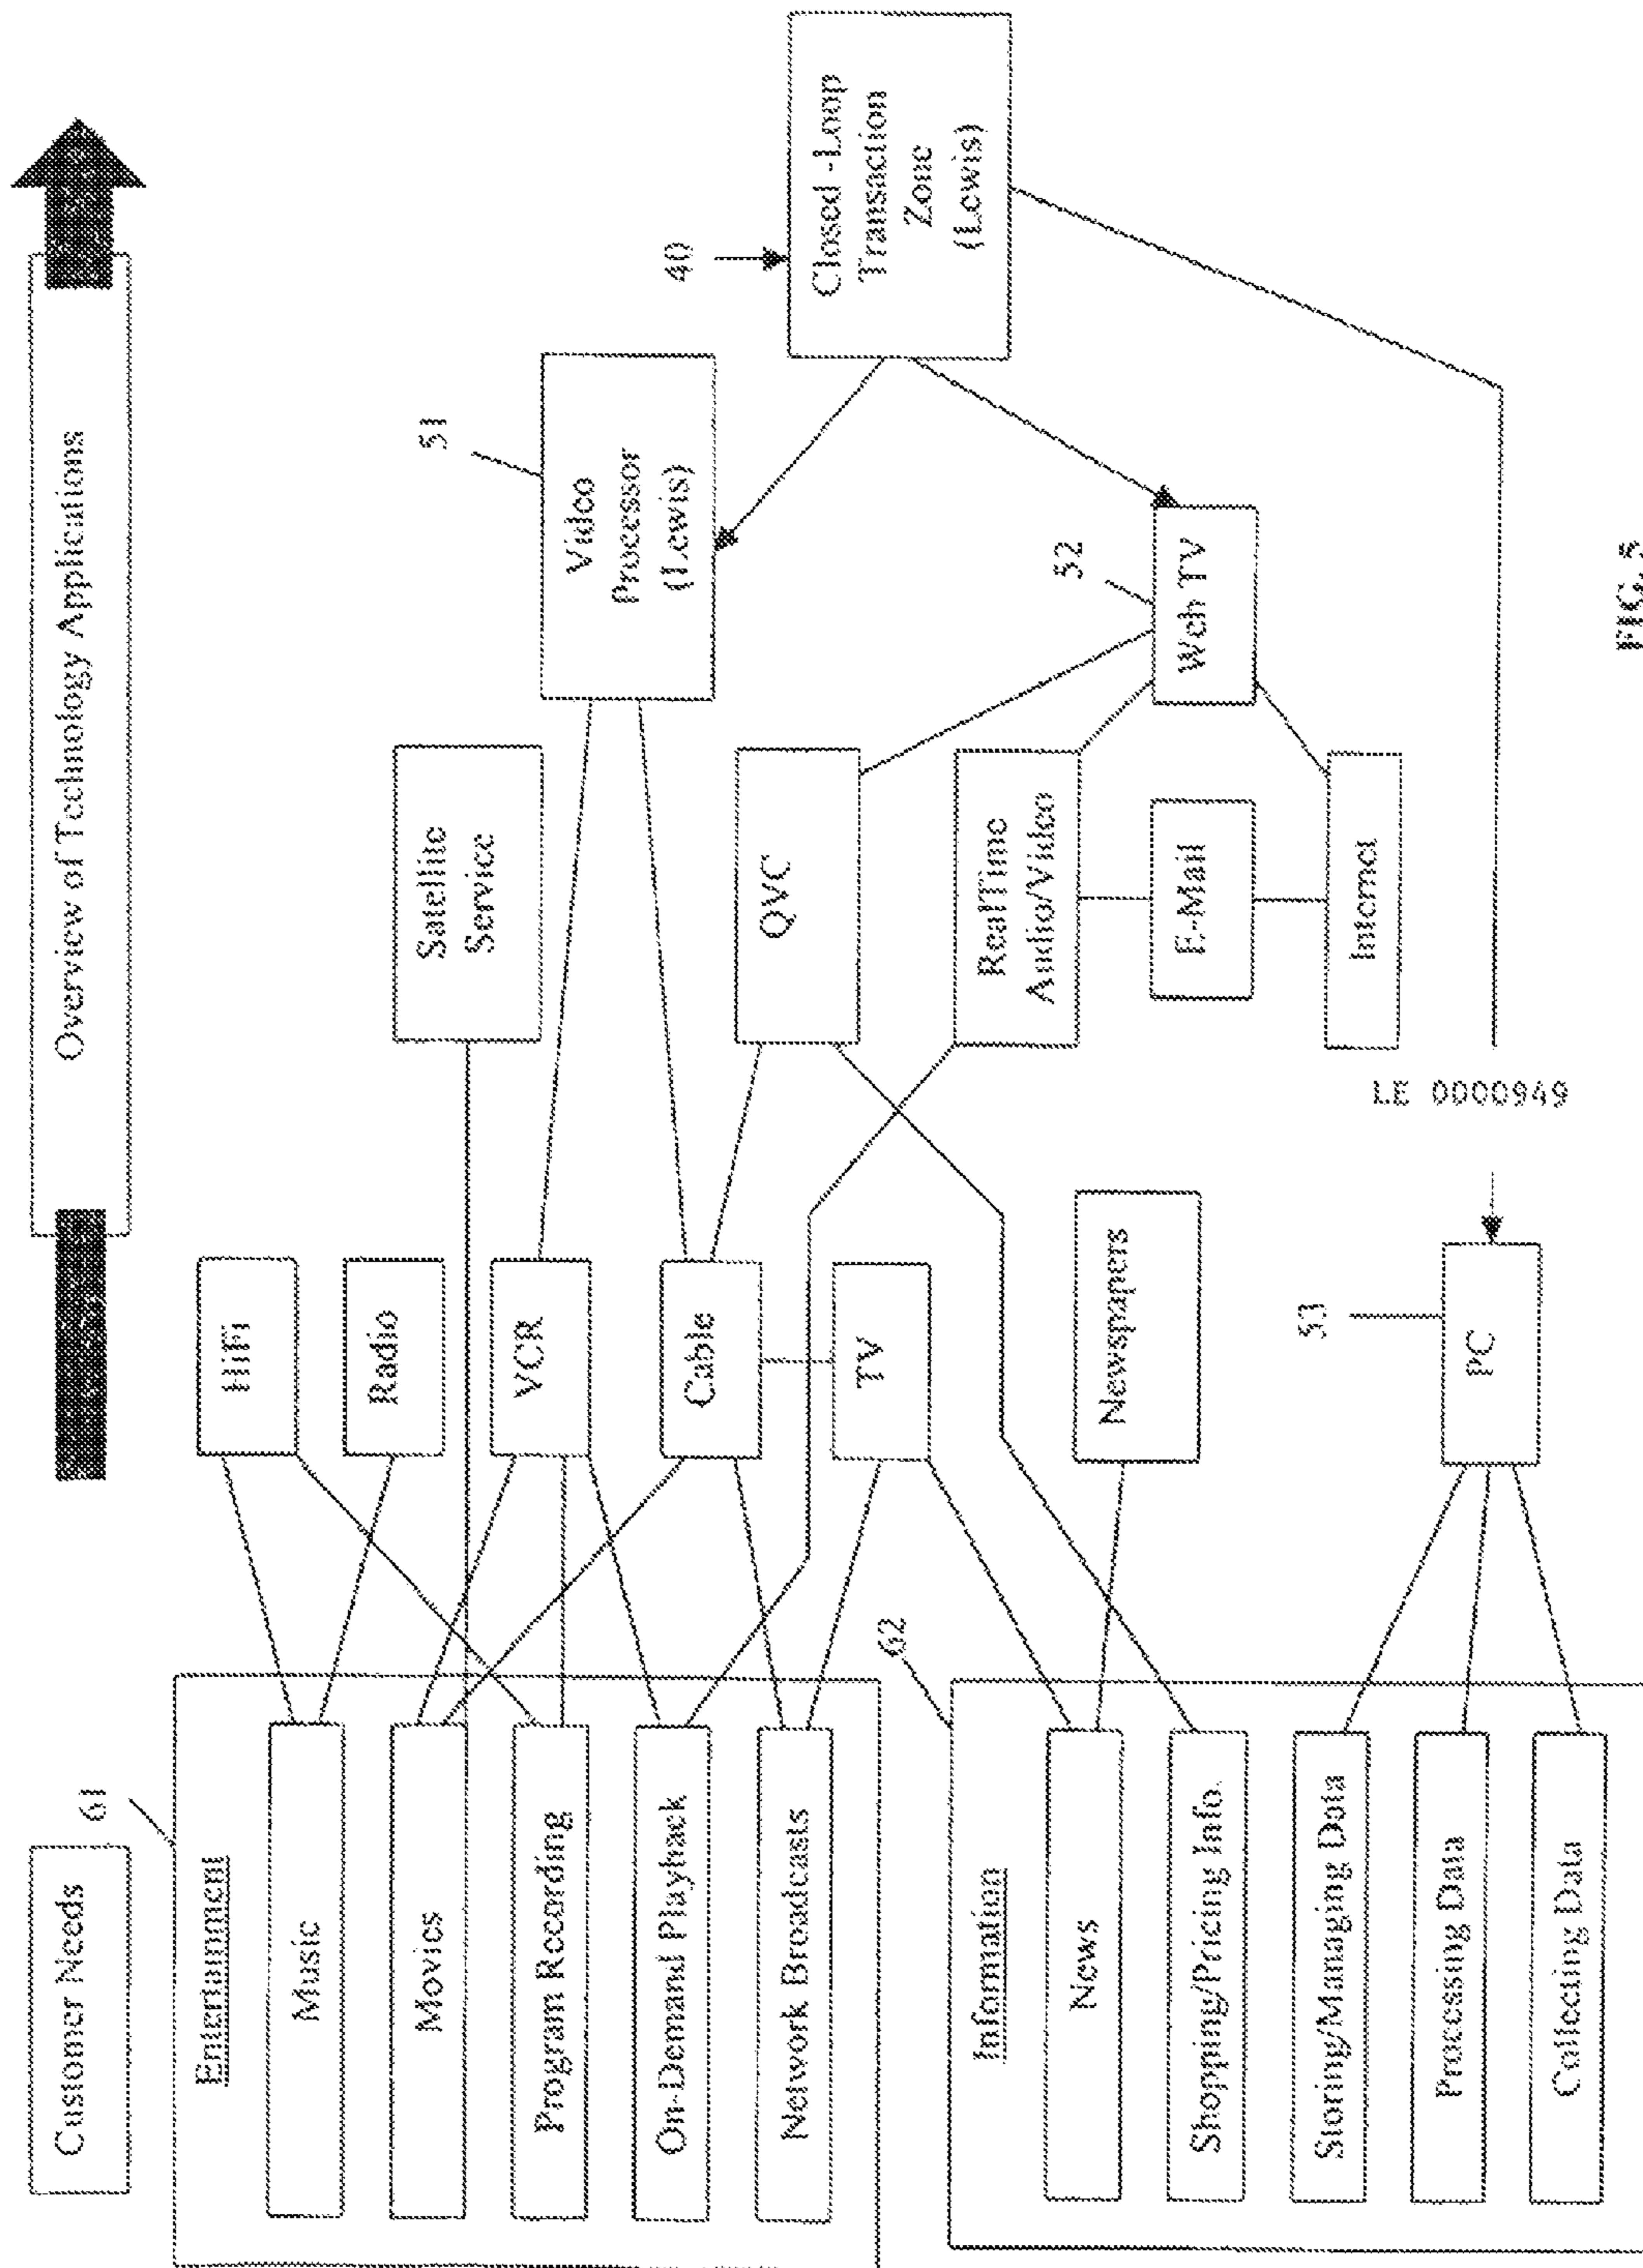 Customer Needs
Overview of Technology Applications
61
Entertainment
Music
Movies
Program Recording
On-Demand Playback
Network Broadcasts
62
Information
News
Shopping/Pricing Info.
Storing/Managing Data
Processing Data
Collecting Data
HiFi
Radio
VCR
Cable
TV
Newspapers
53
PC
LE 0000949
Satellite
Service
QVC
RealTime
Audio/Video
E-Mail
Internet
51
Video
Processor
(Lewis)
52
Web TV
40
Closed -Loop
Transaction
Zone
(Lewis)
FIG. 5